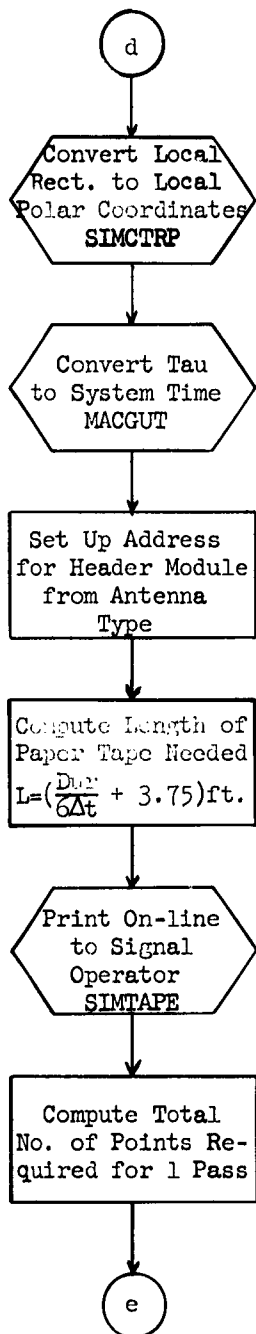 d
Convert Local
Rect. to Local
Polar Coordinates
SIMCTRP
Convert Tau
to System Time
MACGUT
Set Up Address
for Header Module
from Antenna
Type
Compute Length of
Paper Tape Needed
L=(Dur/6Δt + 3.75)ft.
Print On-line
to Signal
Operator
SIMTAPE
Compute Total
No. of Points Re-
quired for 1 Pass
e